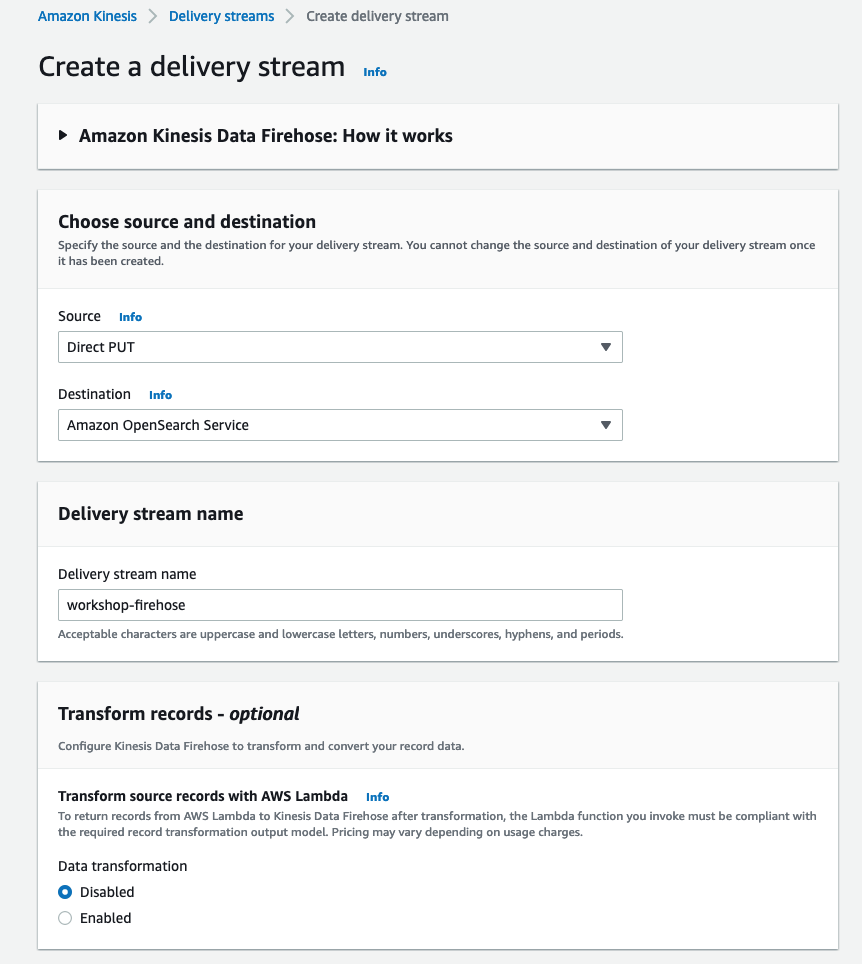 Amazon Kinesis > Delivery streams > Create delivery stream
Create a delivery stream Info
Amazon Kinesis Data Firehose: How it works
Choose source and destination
Specify the source and the destination for your delivery stream. You cannot change the source and destination of your delivery stream once
it has been created.
Source Info
Direct PUT
Destination Info
Amazon OpenSearch Service
Delivery stream name
Delivery stream name
workshop-firehose
Acceptable characters are uppercase and lowercase letters, numbers, underscores, hyphens, and periods.
Transform records - optional
Configure Kinesis Data Firehose to transform and convert your record data.
Transform source records with AWS Lambda Info
To return records from AWS Lambda to Kinesis Data Firehose after transformation, the Lambda function you invoke must be compliant with
the required record transformation output model. Pricing may vary depending on usage charges.
Data transformation
Disabled
Enabled